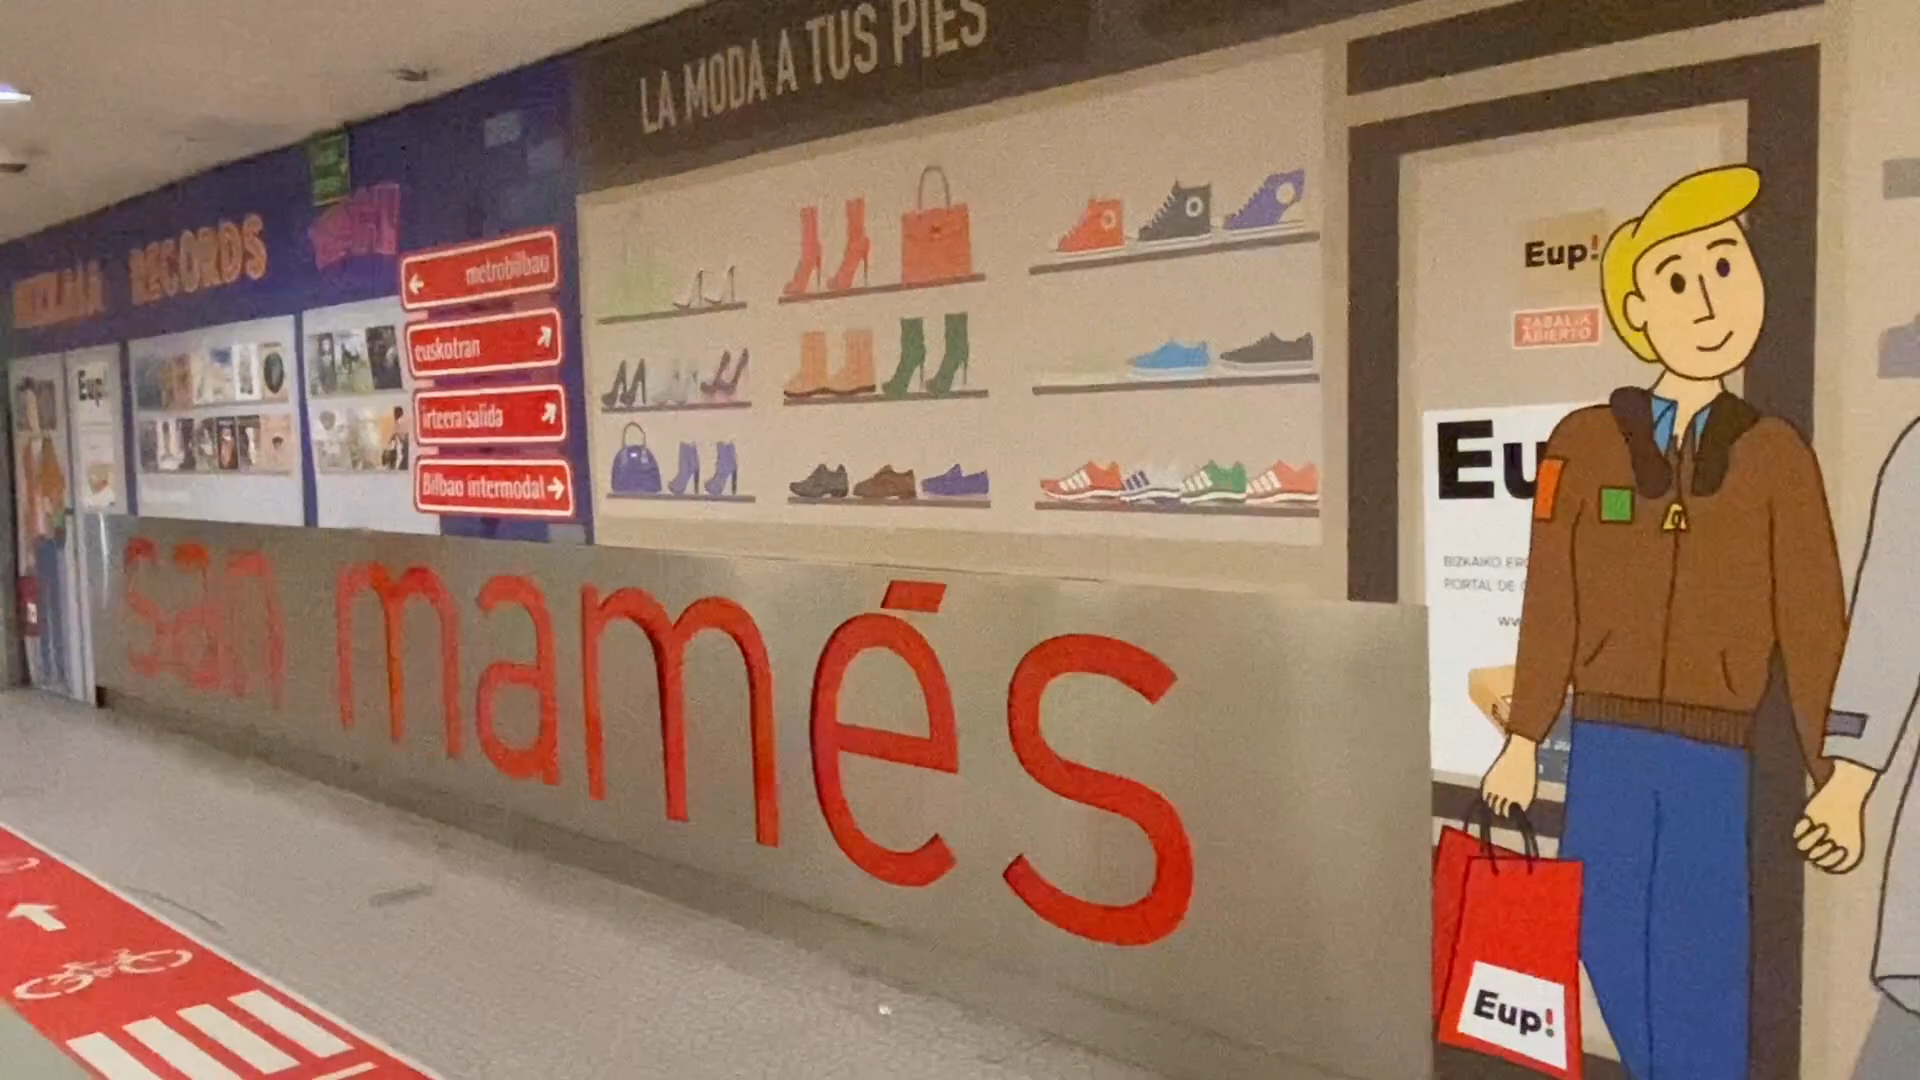 LA MODA A TUS PIES
RECORDS
metrobilbao
euskotran
irteera/salida
Bilbao intermodal
Eup!
Eup!
ZABALIK
ABIERTO
Eu
BIZKAIKO
PORTAL DE
san mamés
Eup!